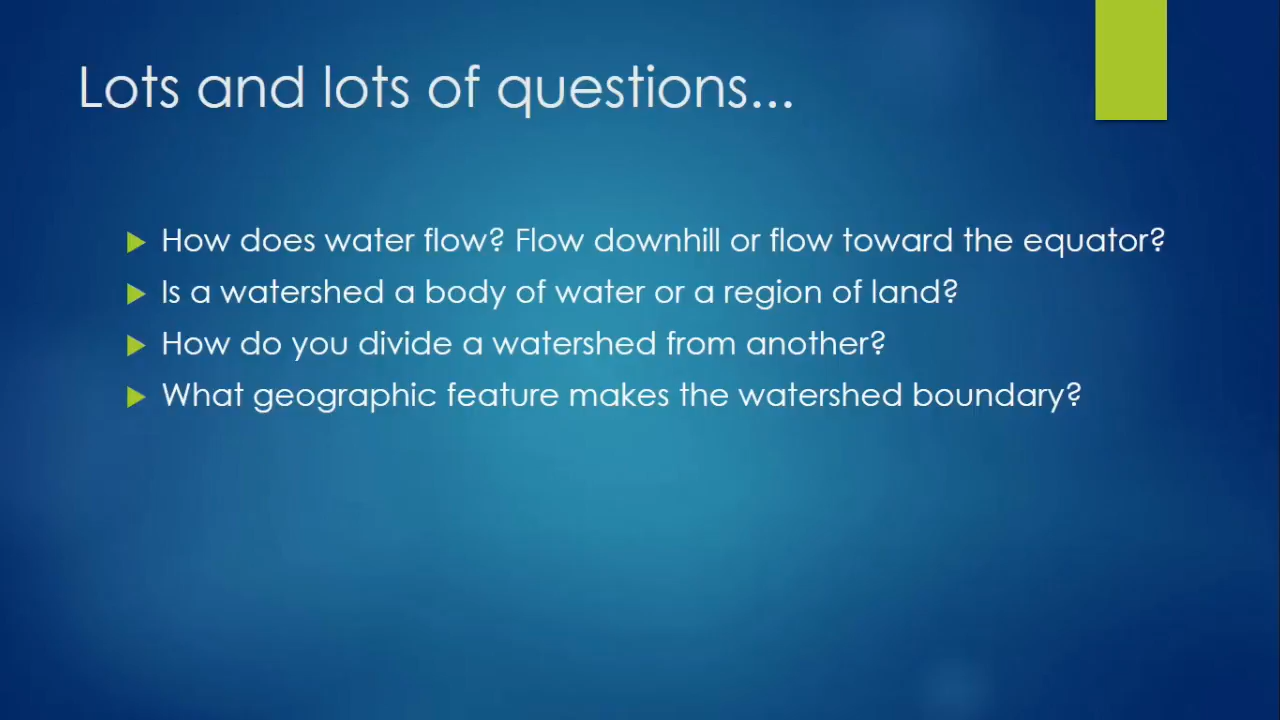 Lots and lots of questions...
How does water flow? Flow downhill or flow toward the equator?
Is a watershed a body of water or a region of land?
How do you divide a watershed from another?
What geographic feature makes the watershed boundary?